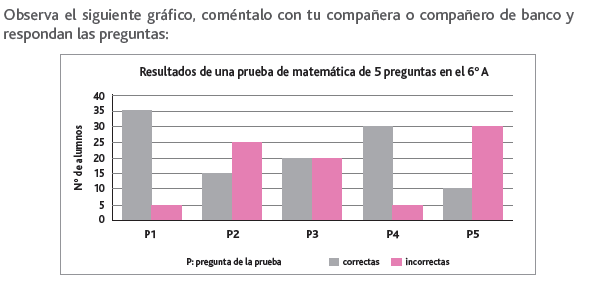 Observa el siguiente gráfico, coméntalo con tu compañera o compañero de banco y
respondan las preguntas:
Resultados de una prueba de matemática de 5 preguntas en el 6° A
Nº de alumnos
40
35
30
25
20
15
10
5
0
P1 P2 P3 P4 P5
P: pregunta de la prueba correctas incorrectas